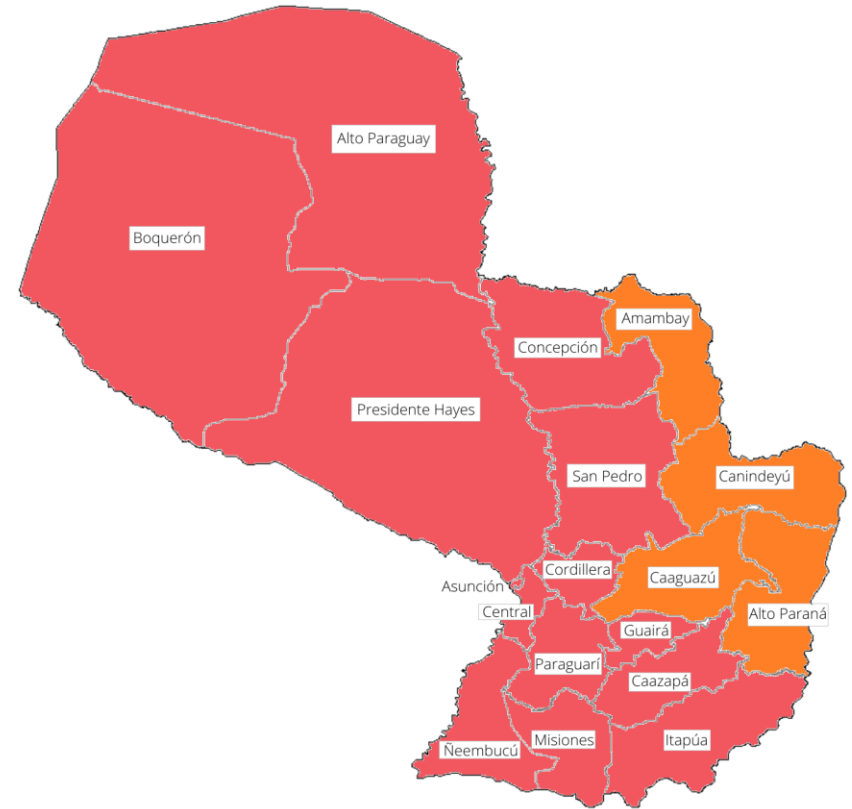 Alto Paraguay
Boquerón
Amambay
Concepción
Presidente Hayes
San Pedro
Canindeyú
Cordillera
Caaguazú
Asunción
Central
Alto Paraná
Guairá
Paraguarí
Caazapá
Ñeembucú
Misiones
Itapúa